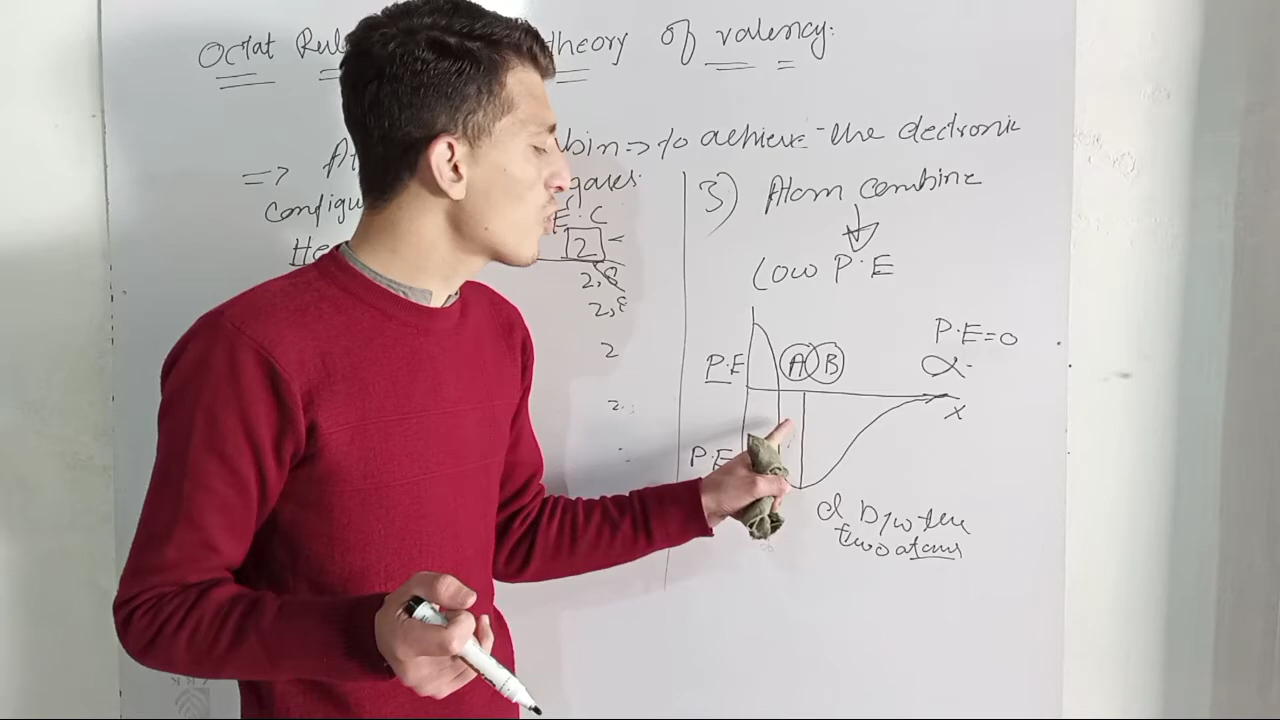 Octat Rul theory of valency:
=> At bin => to achieve the electronic
configu gases.
He E.C
2
2,8
2,8
2
2
3) Atom combine
Low P.E
P.E A B P.E=0
α
x
P.E
d b/w the
two atoms